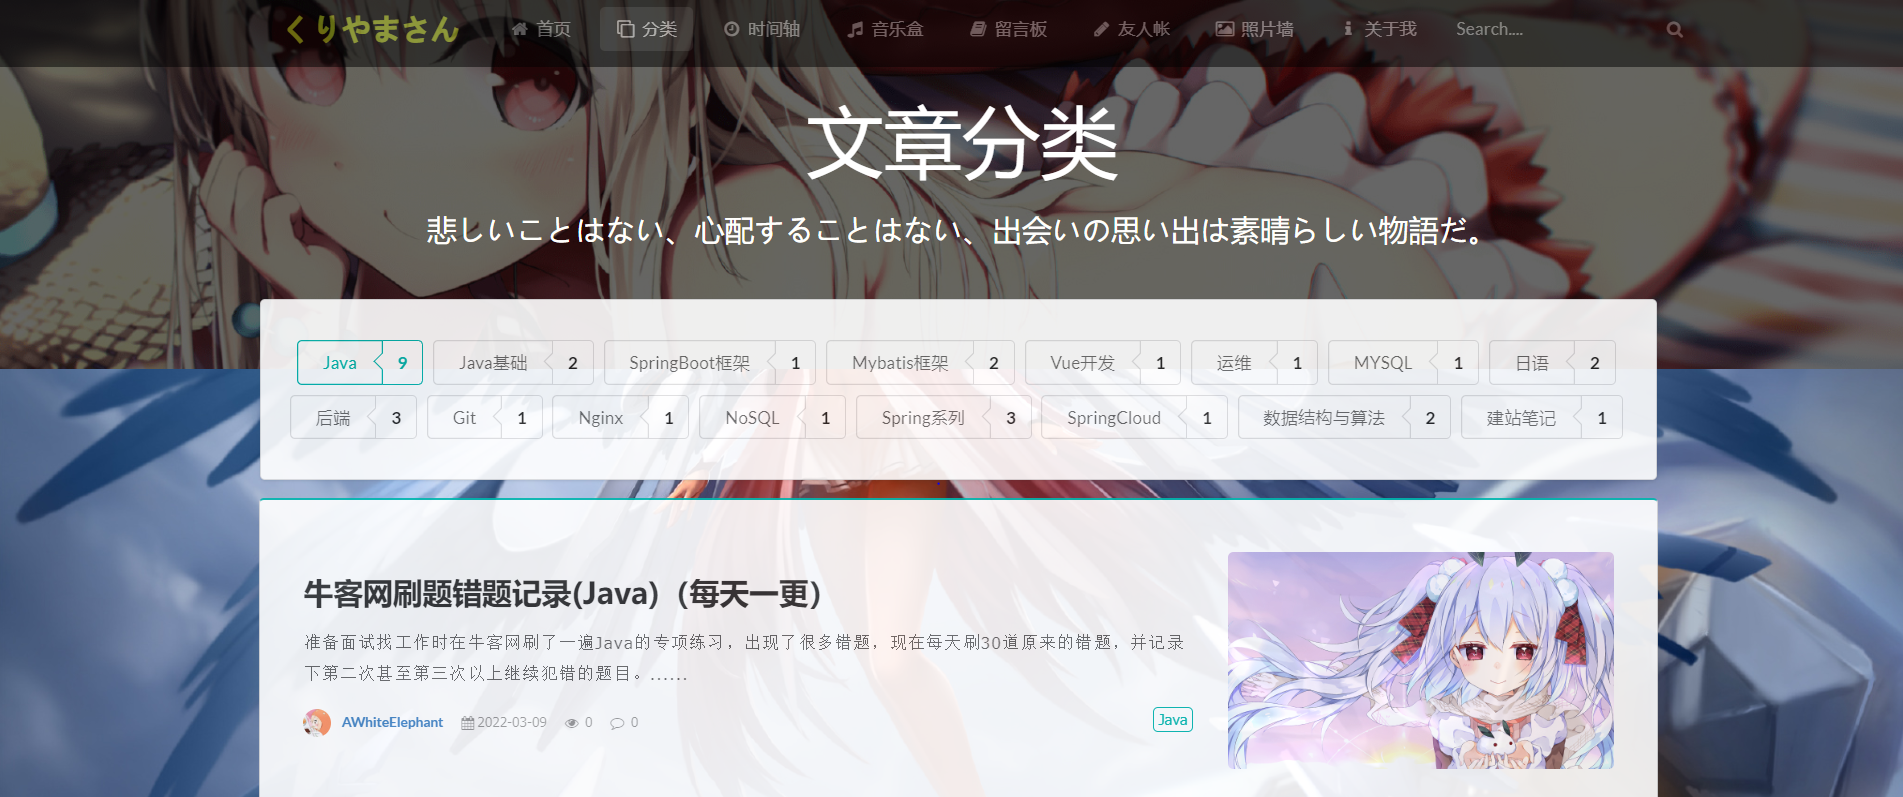 くりやまさん 首页 分类 时间轴 音乐盒 留言板 友人帐 照片墙 关于我 Search....
文章分类
悲しいことはない、心配することはない、出会いの思い出は素晴らしい物語だ。
Java 9 Java基础 2 SpringBoot框架 1 Mybatis框架 2 Vue开发 1 运维 1 MYSQL 1 日语 2
后端 3 Git 1 Nginx 1 NoSQL 1 Spring系列 3 SpringCloud 1 数据结构与算法 2 建站笔记 1
牛客网刷题错题记录(Java)（每天一更）
准备面试找工作时在牛客网刷了一遍Java的专项练习，出现了很多错题，现在每天刷30道原来的错题，并记录
下第二次甚至第三次以上继续犯错的题目。......
AWhiteElephant 2022-03-09 0 0 Java